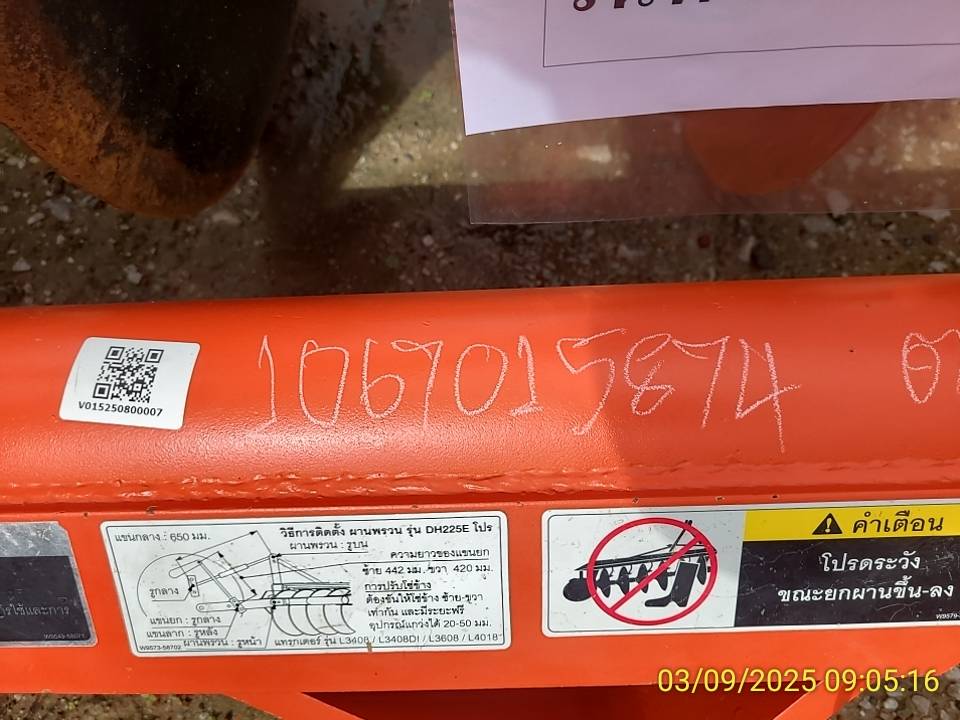 V015250800007
1067015874
วิธีการติดตั้ง ผานพรวน รุ่น DH225E โปร
แขนกลาง : 650 มม.
ผานพรวน : รูบน
ความยาวของแขนยก
ซ้าย 442 มม. ขวา 420 มม.
การปรับโซ่ข้าง
รูกลาง
ต้องขันให้โซ่ข้าง ซ้าย-ขวา
เท่ากัน และมีระยะฟรี
อุปกรณ์แกว่งได้ 20-50 มม.
แขนยก : รูกลาง
แขนลาก : รูหลัง
ผานพรวน : รูหน้า
แทรกเตอร์ รุ่น L3408 / L3408DI / L3608 / L4018
W9573-58702
คำเตือน
โปรดระวัง
ขณะยกผานขึ้น-ลง
03/09/2025 09:05:16